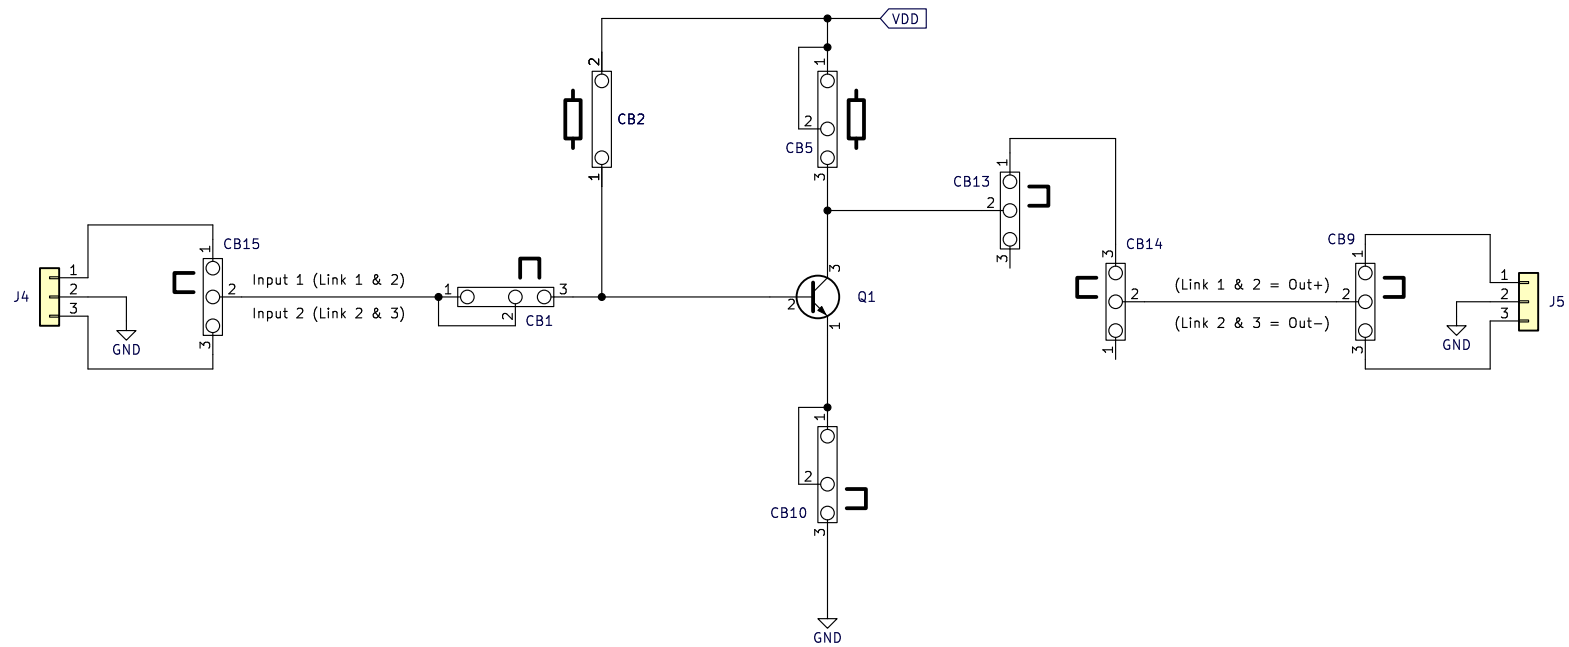 VDD
2
CB2
1
1
2
CB5
3
CB13
1
2
3
J4
1
2
3
GND
CB15
1
2
3
Input 1 (Link 1 & 2)
Input 2 (Link 2 & 3)
1
2
3
CB1
3
2
1
Q1
CB14
3
2
1
(Link 1 & 2 = Out+)
(Link 2 & 3 = Out-)
CB9
1
2
3
1
2
3
J5
GND
1
2
CB10
3
GND